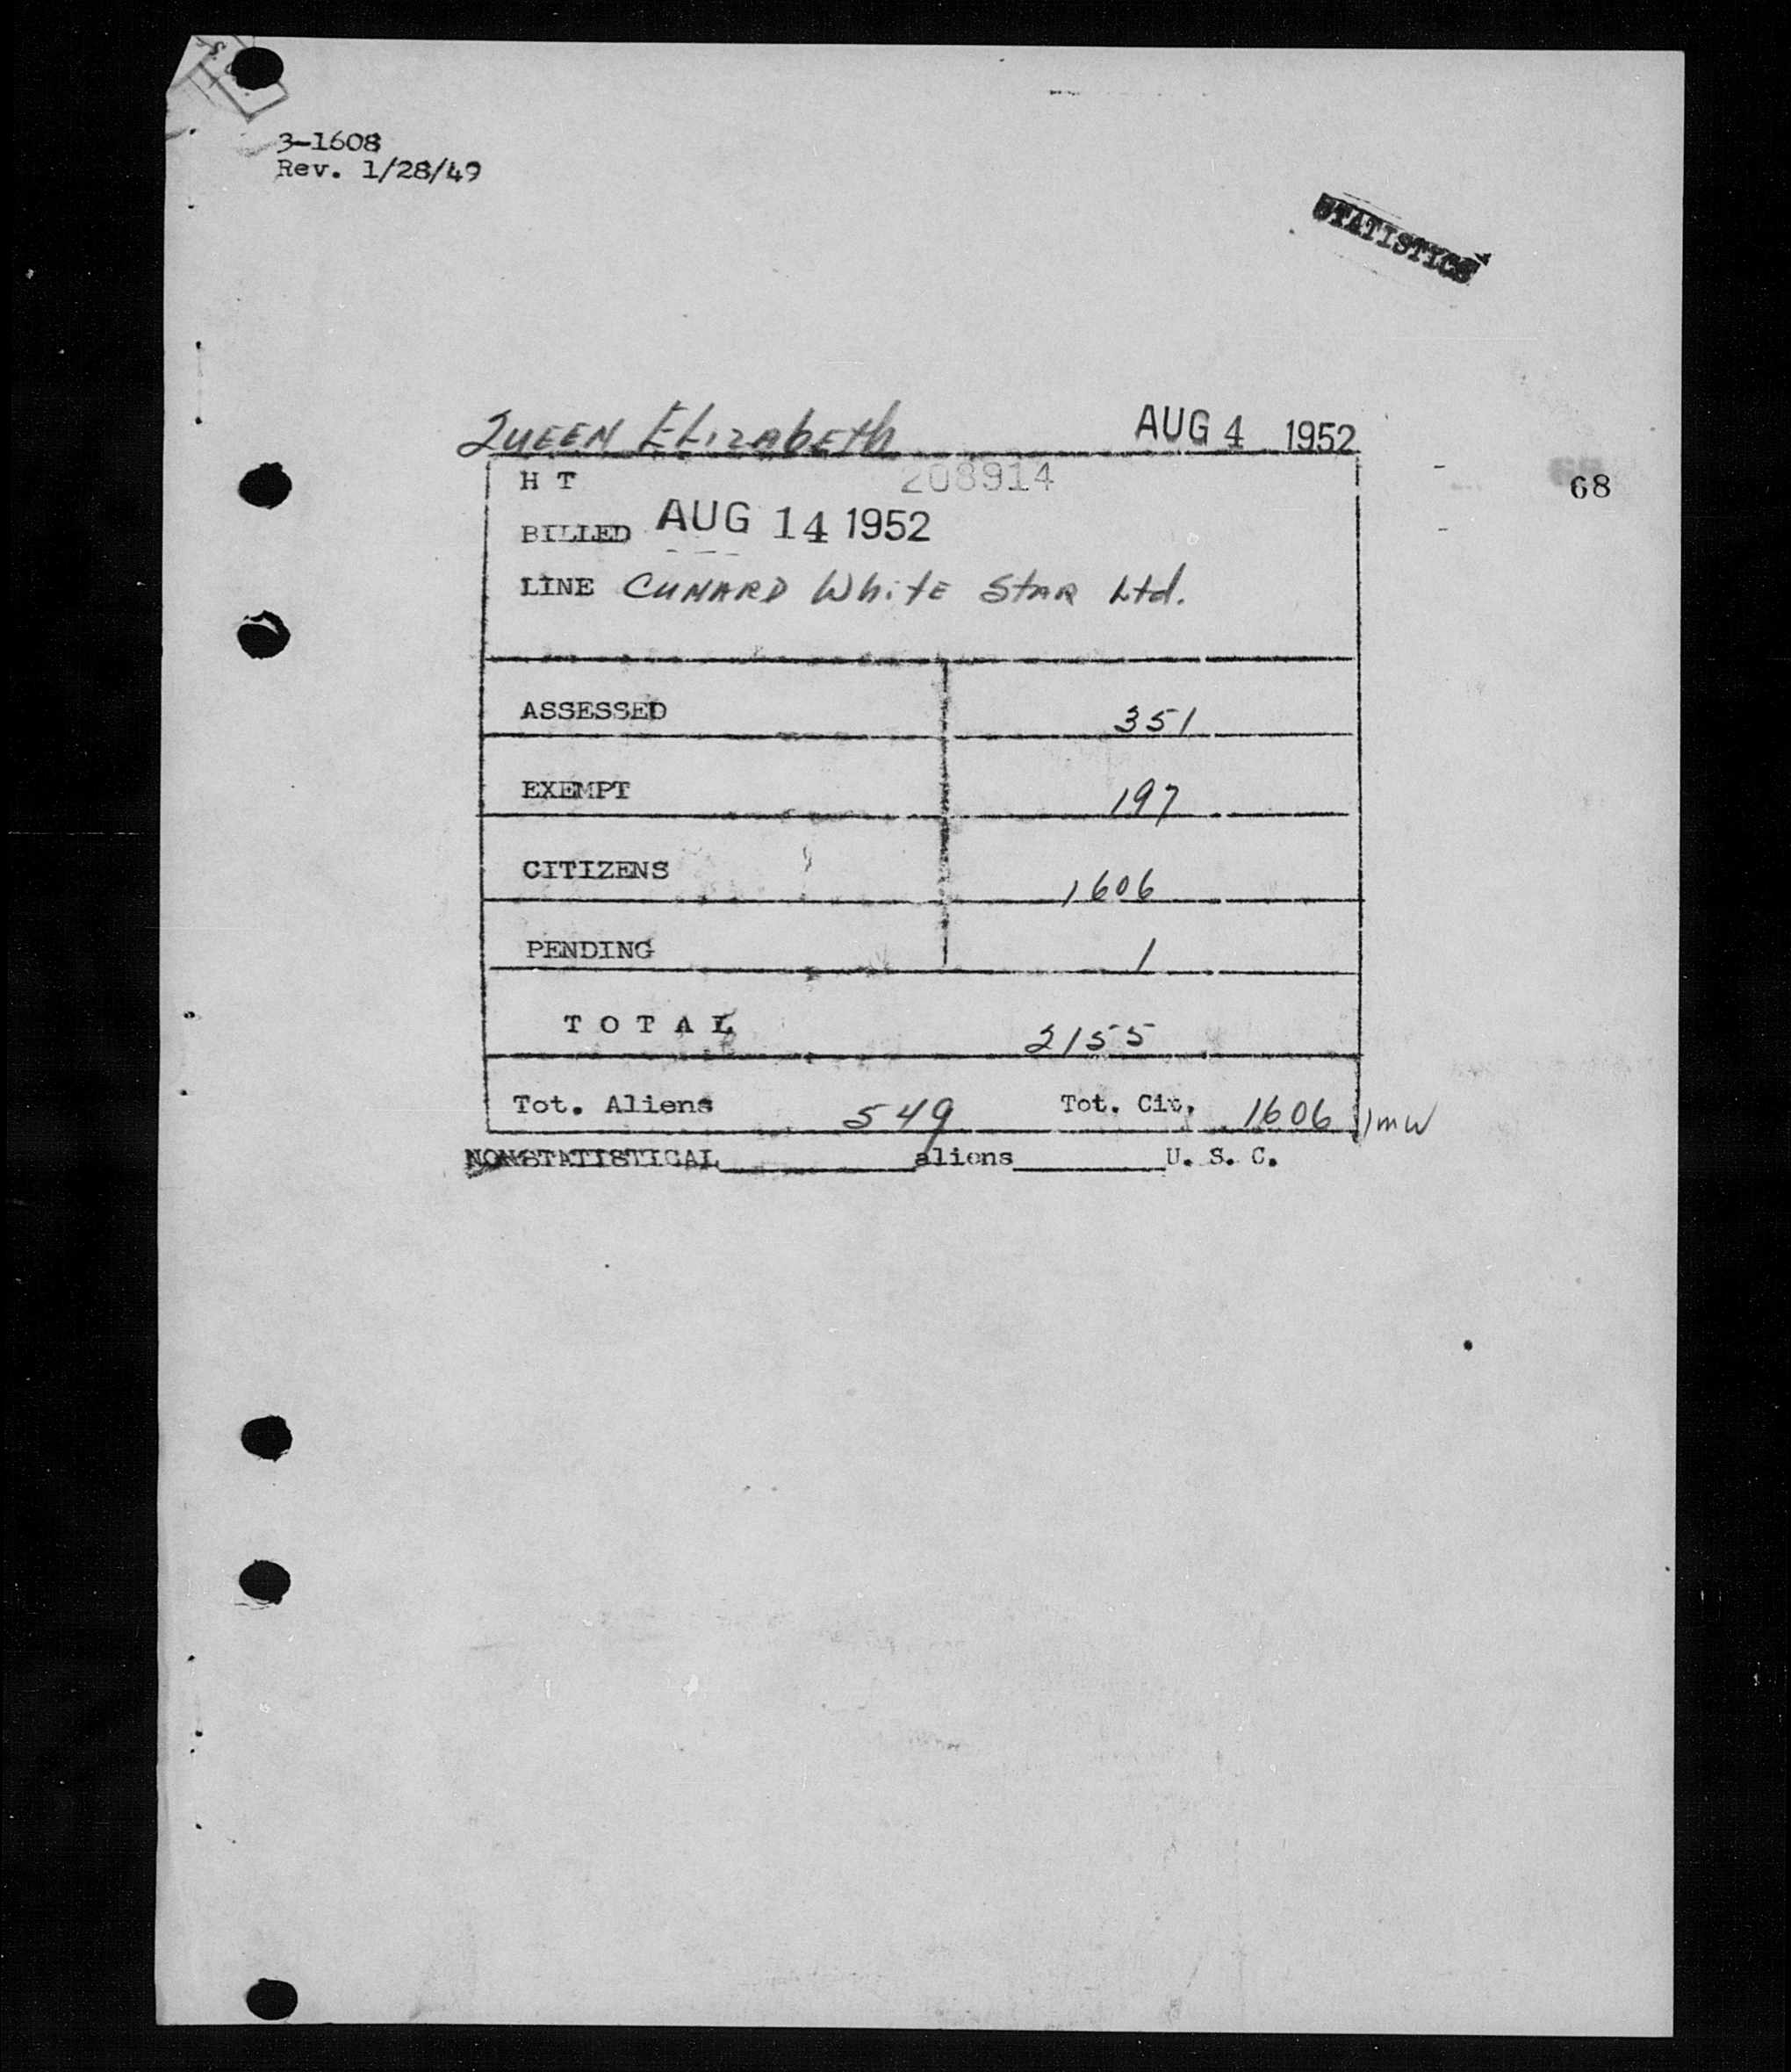 3-1608
Rev. 1/28/49
STATISTICS
QUEEN ELIZABETH AUG 4 1952
H T 208914
68
BILLED AUG 14 1952
LINE CUNARD WHITE STAR Ltd.
ASSESSED 351
EXEMPT 197
CITIZENS 1606
PENDING 1
T O T A L 2155
Tot. Aliens 549 Tot. Cit. 1606
NONSTATISTICAL aliens U. S. C.